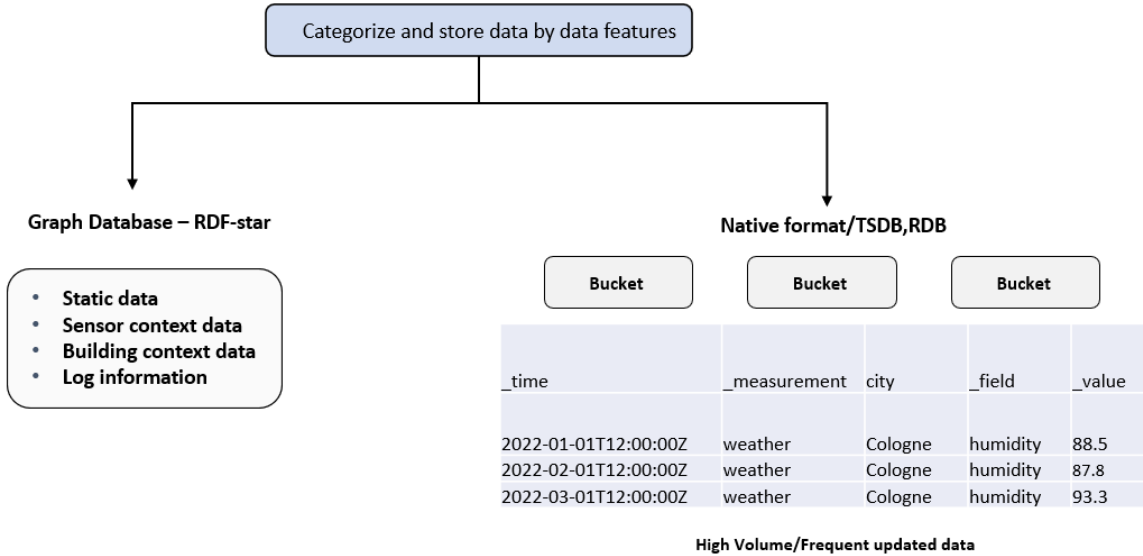 Categorize and store data by data features
Graph Database – RDF-star
Native format/TSDB,RDB
• Static data
• Sensor context data
• Building context data
• Log information
Bucket Bucket Bucket
_time _measurement city _field _value
2022-01-01T12:00:00Z weather Cologne humidity 88.5
2022-02-01T12:00:00Z weather Cologne humidity 87.8
2022-03-01T12:00:00Z weather Cologne humidity 93.3
High Volume/Frequent updated data